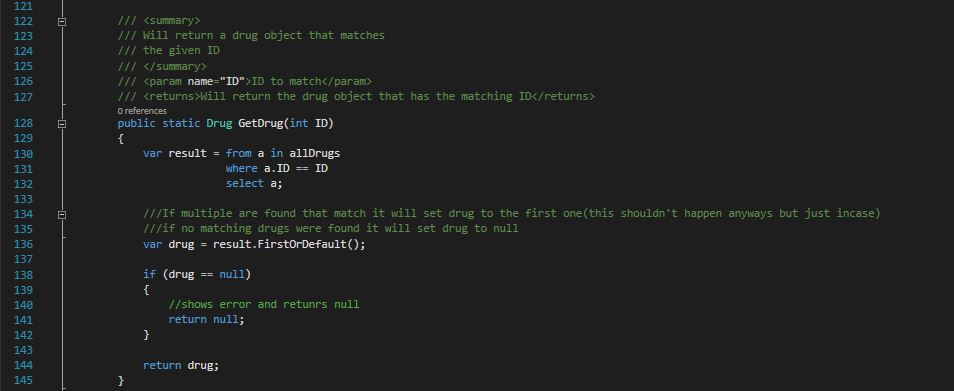 121
122 /// <summary>
123 /// Will return a drug object that matches
124 /// the given ID
125 /// </summary>
126 /// <param name="ID">ID to match</param>
127 /// <returns>Will return the drug object that has the matching ID</returns>
0 references
128 public static Drug GetDrug(int ID)
129 {
130 var result = from a in allDrugs
131 where a.ID == ID
132 select a;
133
134 ///If multiple are found that match it will set drug to the first one(this shouldn't happen anyways but just incase)
135 ///if no matching drugs were found it will set drug to null
136 var drug = result.FirstOrDefault();
137
138 if (drug == null)
139 {
140 //shows error and retunrs null
141 return null;
142 }
143
144 return drug;
145 }